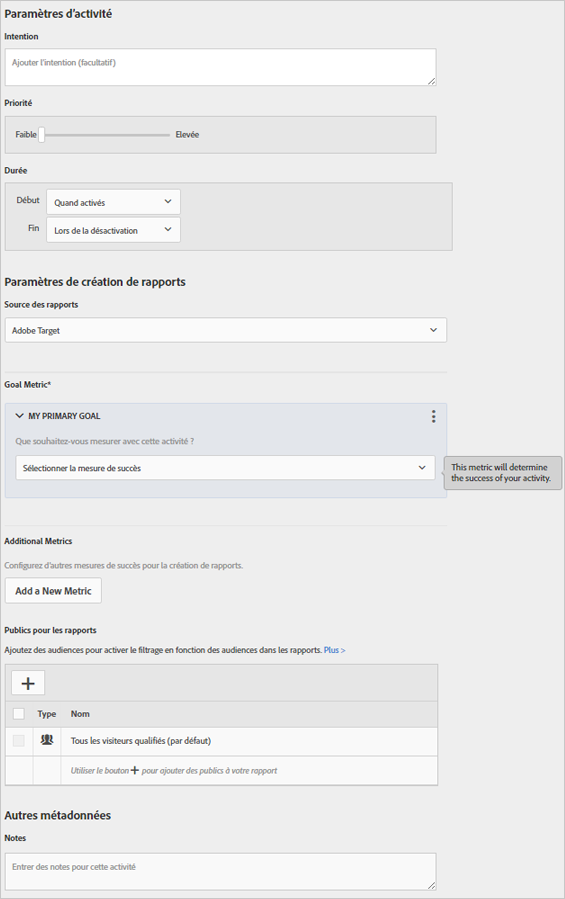 Paramètres d'activité
Intention
Ajouter l'intention (facultatif)
Priorité
Faible Elevée
Durée
Début Quand activés
Fin Lors de la désactivation
Paramètres de création de rapports
Source des rapports
Adobe Target
Goal Metric*
MY PRIMARY GOAL
Que souhaitez-vous mesurer avec cette activité ?
Sélectionner la mesure de succès
This metric will determine
the success of your activity.
Additional Metrics
Configurez d'autres mesures de succès pour la création de rapports.
Add a New Metric
Publics pour les rapports
Ajoutez des audiences pour activer le filtrage en fonction des audiences dans les rapports. Plus >
+
Type Nom
Tous les visiteurs qualifiés (par défaut)
Utiliser le bouton + pour ajouter des publics à votre rapport
Autres métadonnées
Notes
Entrer des notes pour cette activité